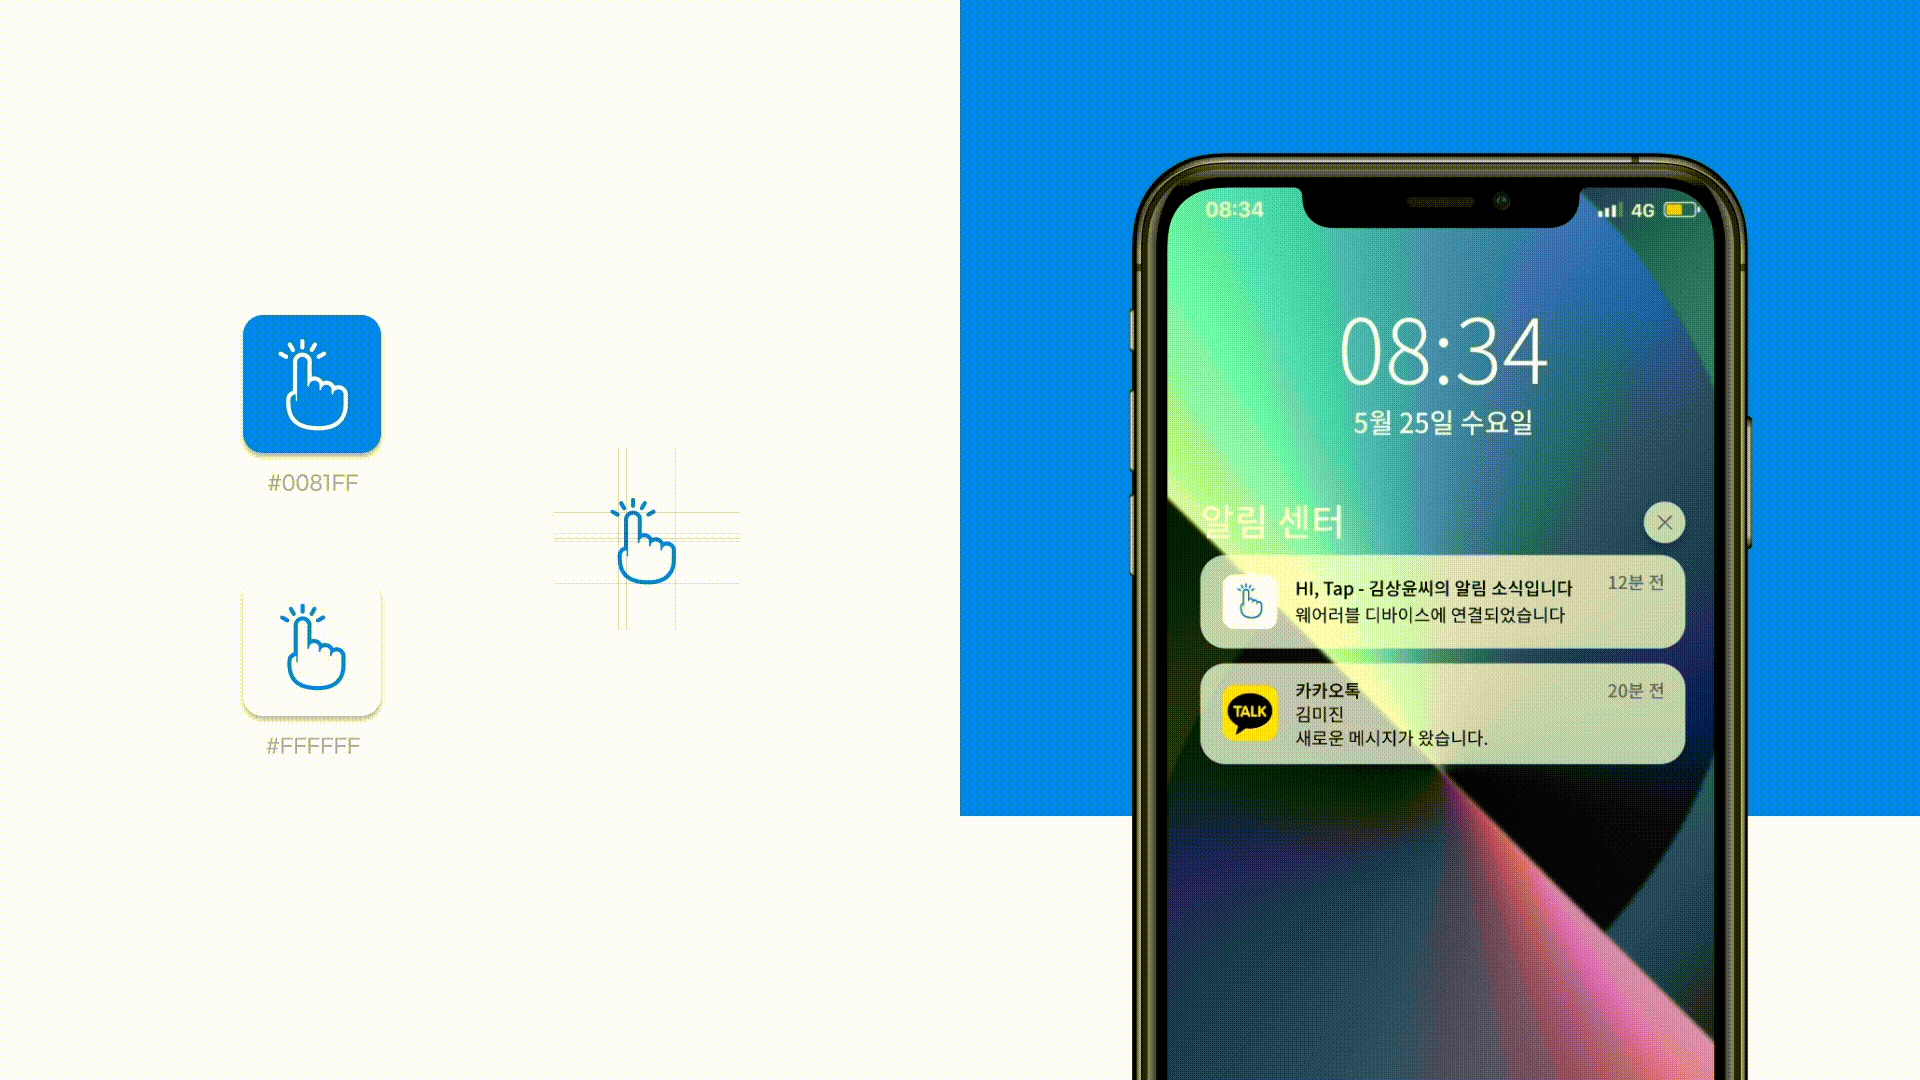 #0081FF
#FFFFFF
08:34
4G
08:34
5월 25일 수요일
알림 센터
HI, Tap - 김상윤씨의 알림 소식입니다
12분 전
웨어러블 디바이스에 연결되었습니다
카카오톡
20분 전
TALK
김미진
새로운 메시지가 왔습니다.